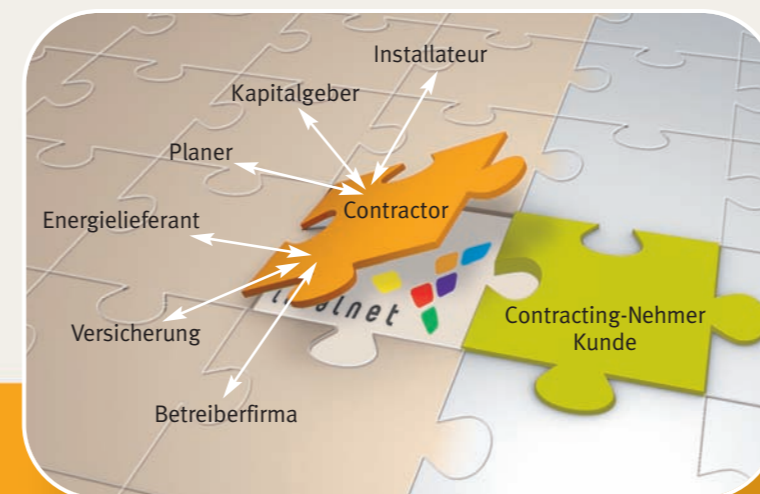 Installateur
Kapitalgeber
Planer
Contractor
Energielieferant
Contracting-Nehmer
Kunde
Versicherung
Betreiberfirma